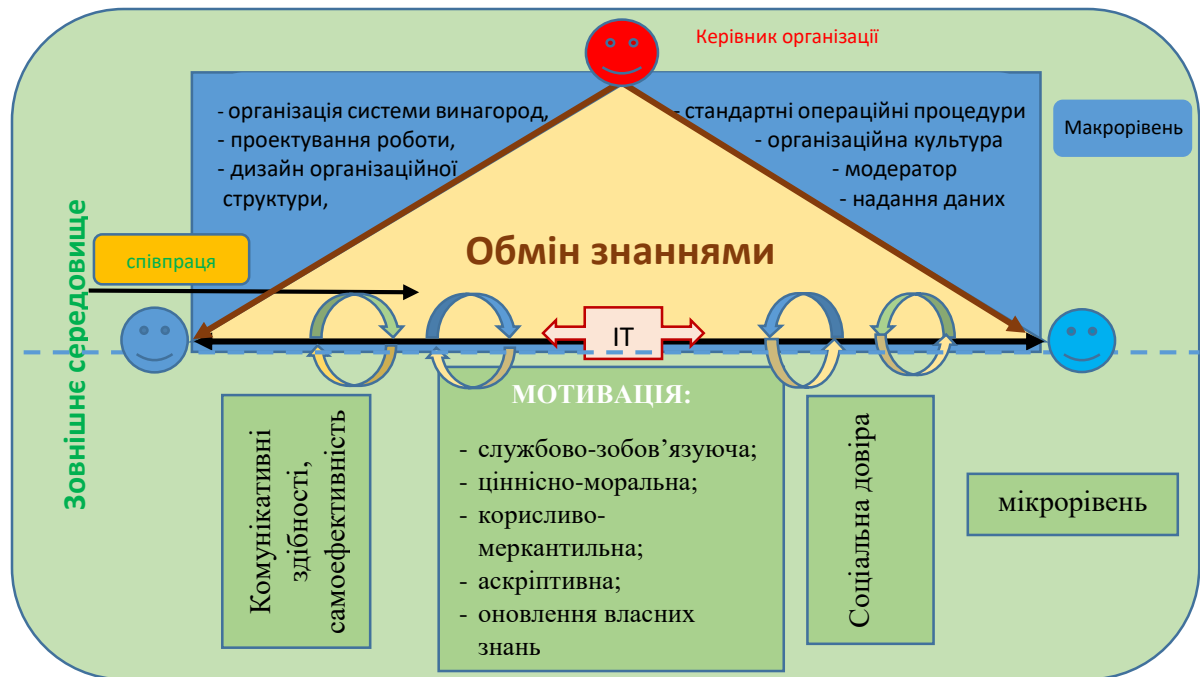 Керівник організації
- організація системи винагород,
- проектування роботи,
- дизайн організаційної
структури,
- стандартні операційні процедури
- організаційна культура
- модератор
- надання даних
Макрорівень
Зовнішнє середовище
співпраця
Обмін знаннями
ІТ
Комунікативні
здібності,
самоефективність
МОТИВАЦІЯ:
- службово-зобов’язуюча;
- ціннісно-моральна;
- корисливо-
меркантильна;
- аскріптивна;
- оновлення власних
знань
Соціальна довіра
мікрорівень